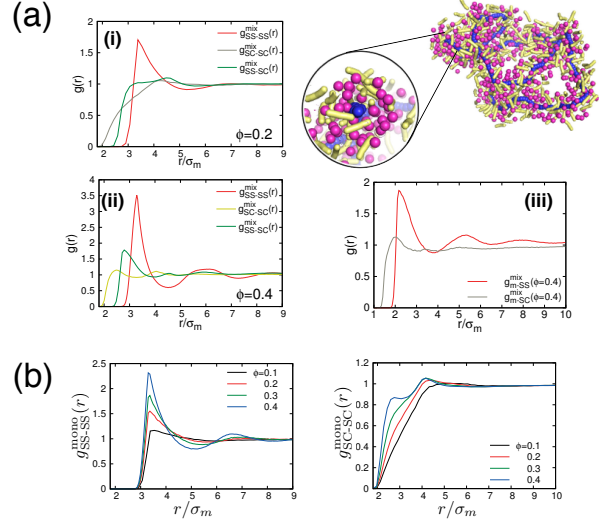 (a)
(i)
g^mix_SS-SS(r)
g^mix_SC-SC(r)
g^mix_SS-SC(r)
ϕ=0.2
g(r)
2
1.5
1
0.5
0
2 3 4 5 6 7 8 9
r/σ_m
(ii)
g^mix_SS-SS(r)
g^mix_SC-SC(r)
g^mix_SS-SC(r)
ϕ=0.4
g(r)
4
3.5
3
2.5
2
1.5
1
0.5
0
2 3 4 5 6 7 8 9
r/σ_m
(iii)
g^mix_m-SS(ϕ=0.4)
g^mix_m-SC(ϕ=0.4)
g(r)
2
1.5
1
0.5
0
1 2 3 4 5 6 7 8 9 10
r/σ_m
(b)
ϕ=0.1
0.2
0.3
0.4
g^mono_SS-SS(r)
2.5
2
1.5
1
0.5
0
2 3 4 5 6 7 8 9
r/σ_m
ϕ=0.1
0.2
0.3
0.4
g^mono_SC-SC(r)
1.2
1
0.8
0.6
0.4
0.2
0
2 3 4 5 6 7 8 9 10
r/σ_m